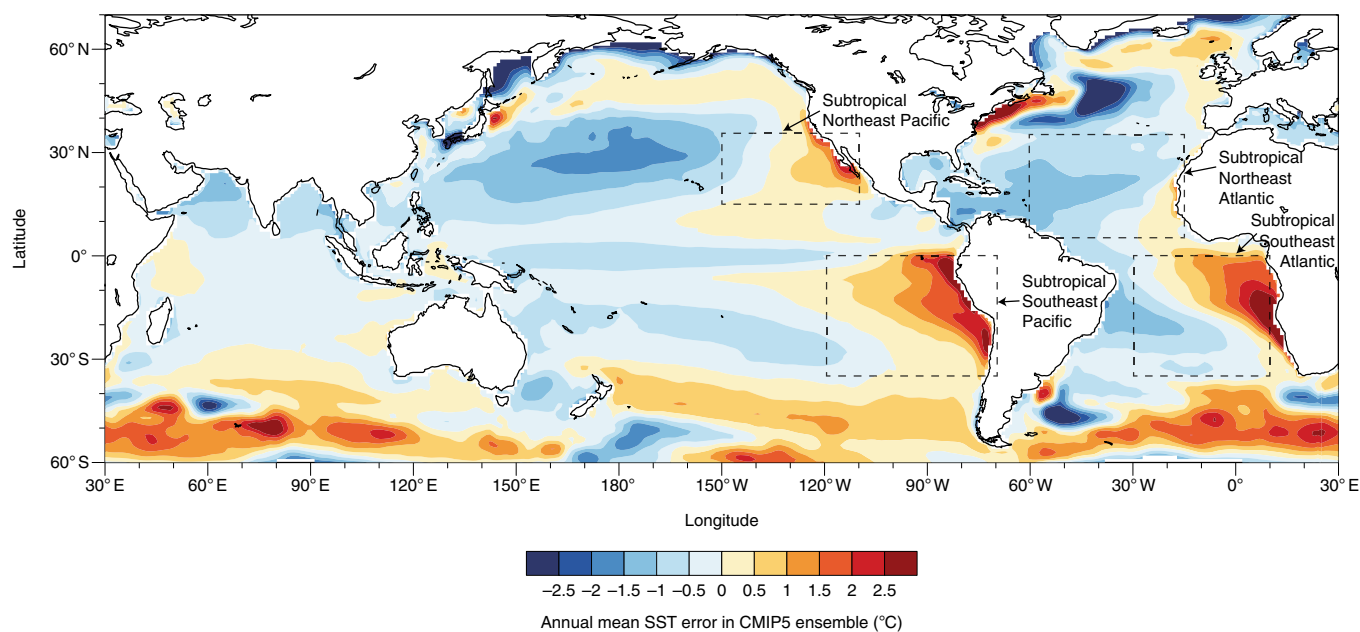 60° N
30° N
0°
30° S
60° S
Latitude
Subtropical
Northeast Pacific
Subtropical
Northeast
Atlantic
Subtropical
Southeast
Atlantic
Subtropical
Southeast
Pacific
30° E
60° E
90° E
120° E
150° E
180°
150° W
120° W
90° W
60° W
30° W
0°
30° E
Longitude
–2.5 –2 –1.5 –1 –0.5 0 0.5 1 1.5 2 2.5
Annual mean SST error in CMIP5 ensemble (°C)